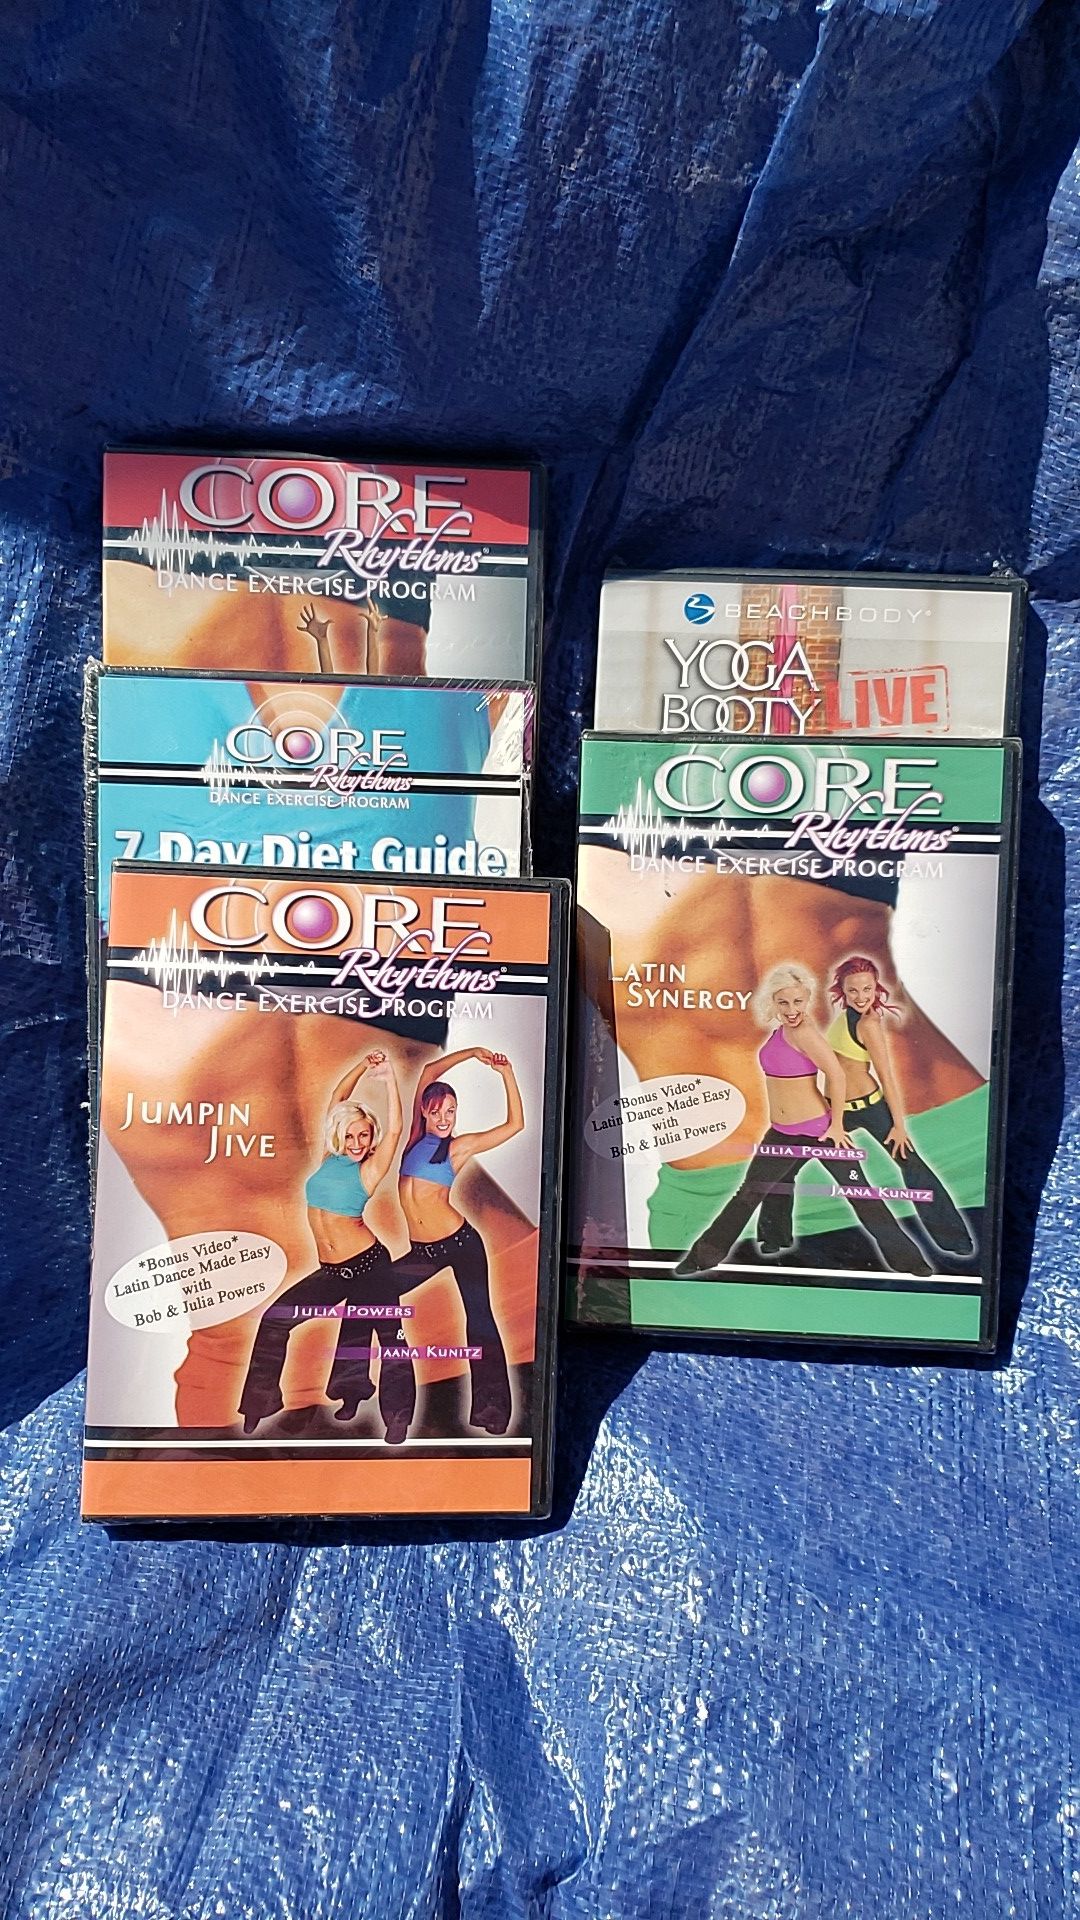 CORE
Rhythms®
DANCE EXERCISE PROGRAM
CORE
Rhythms
DANCE EXERCISE PROGRAM
7 Day Diet Guide
CORE
Rhythms®
DANCE EXERCISE PROGRAM
JUMPIN
JIVE
*Bonus Video*
Latin Dance Made Easy
with
Bob & Julia Powers
JULIA POWERS
&
JAANA KUNITZ
BEACHBODY®
YOGA
BOOTY
LIVE
CORE
Rhythms®
DANCE EXERCISE PROGRAM
LATIN
SYNERGY
*Bonus Video*
Latin Dance Made Easy
with
Bob & Julia Powers
JULIA POWERS
&
JAANA KUNITZ